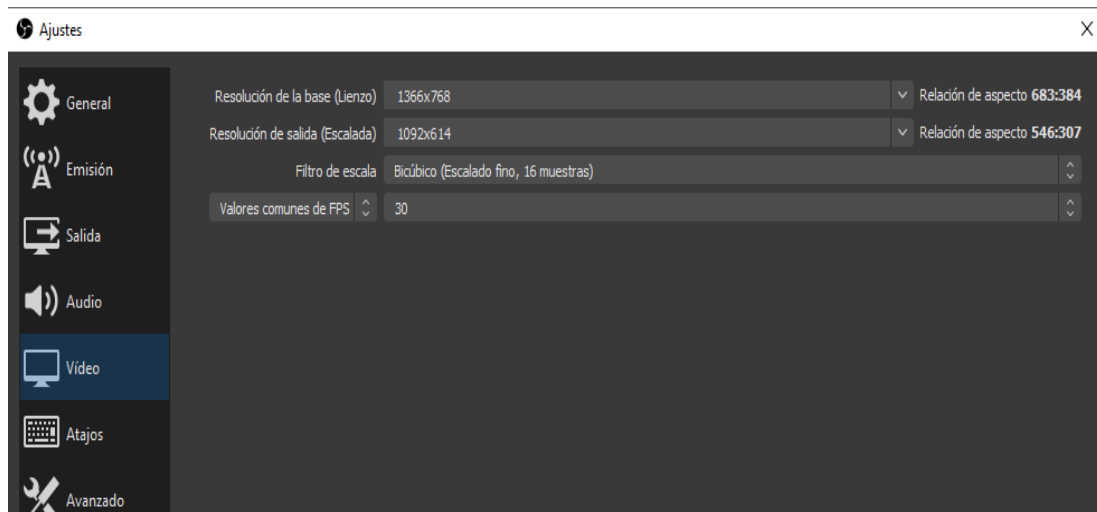 Ajustes
General
Resolución de la base (Lienzo) 1366x768 Relación de aspecto 683:384
Resolución de salida (Escalada) 1092x614 Relación de aspecto 546:307
Emisión
Filtro de escala Bicúbico (Escalado fino, 16 muestras)
Valores comunes de FPS 30
Salida
Audio
Vídeo
Atajos
Avanzado